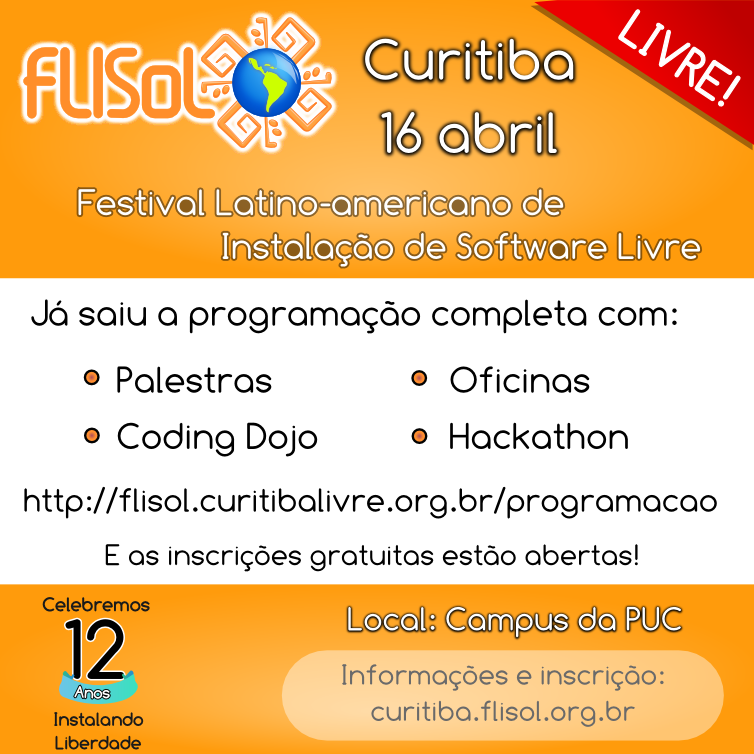 FLISoL
Curitiba
16 abril
LIVRE!
Festival Latino-americano de
Instalação de Software Livre
Já saiu a programação completa com:
Palestras
Oficinas
Coding Dojo
Hackathon
http://flisol.curitibalivre.org.br/programacao
E as inscrições gratuitas estão abertas!
Celebremos
12
Anos
Instalando
Liberdade
Local: Campus da PUC
Informações e inscrição:
curitiba.flisol.org.br